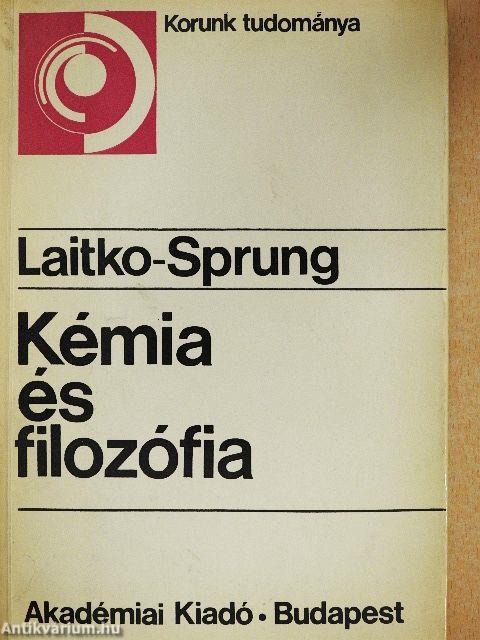 Korunk tudománya
Laitko-Sprung
Kémia
és
filozófia
Akadémiai Kiadó • Budapest
Antikvarium.hu